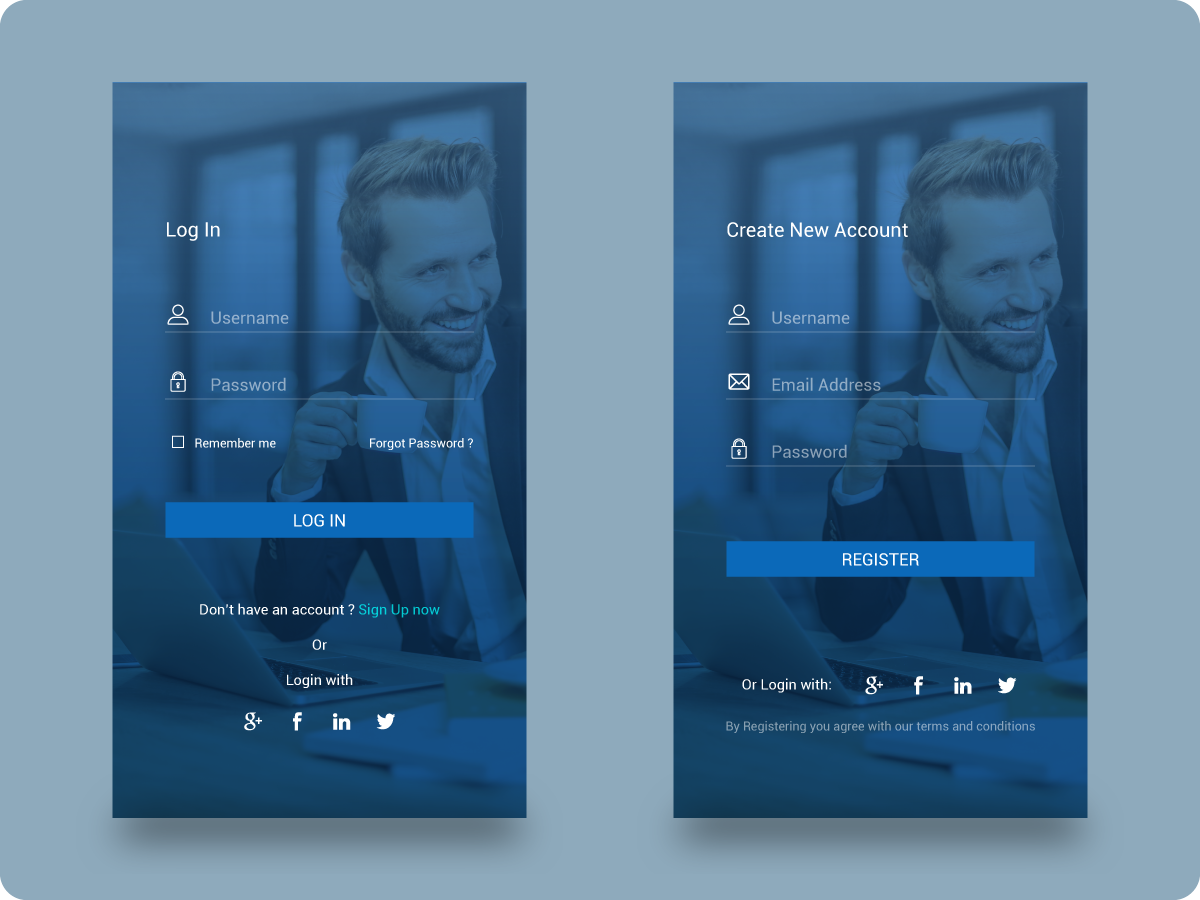 Log In
Username
Password
Remember me Forgot Password ?
LOG IN
Don't have an account ? Sign Up now
Or
Login with
g+ f in
Create New Account
Username
Email Address
Password
REGISTER
Or Login with: g+ f in
By Registering you agree with our terms and conditions